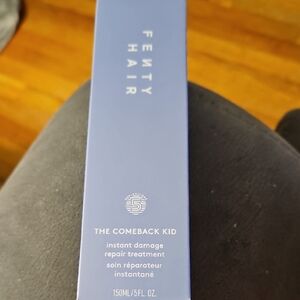 FENTY
HAIR
THE COMEBACK KID
instant damage
repair treatment
soin réparateur
instantané
150ML/5FL. OZ.